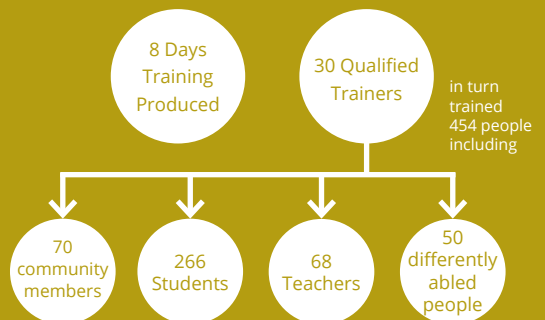 8 Days
Training
Produced
30 Qualified
Trainers
in turn
trained
454 people
including
70
community
members
266
Students
68
Teachers
50
differently
abled
people